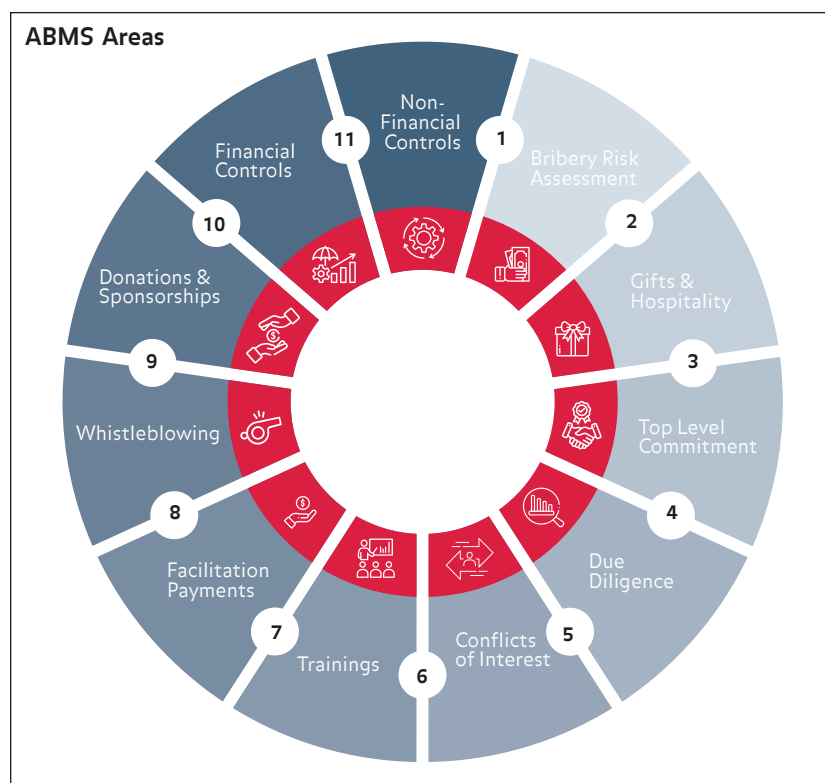 ABMS Areas
Non-
Financial
Controls
1
Bribery Risk
Assessment
2
Gifts &
Hospitality
3
Top Level
Commitment
4
Due
Diligence
5
Conflicts
of Interest
6
Trainings
7
Facilitation
Payments
8
Whistleblowing
9
Donations &
Sponsorships
10
Financial
Controls
11